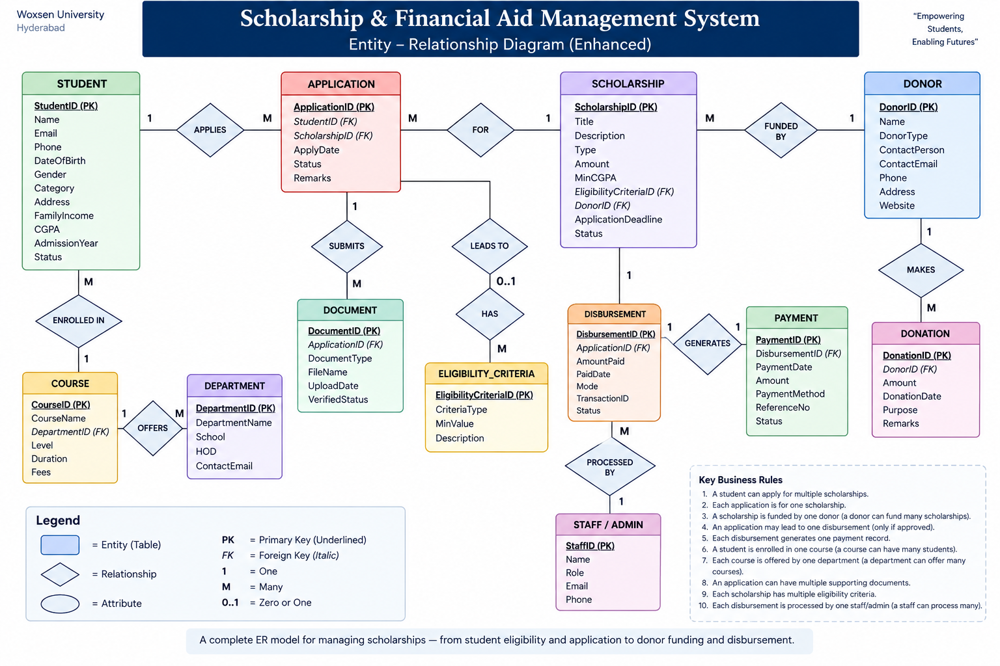 Woxsen University
Hyderabad
Scholarship & Financial Aid Management System
Entity – Relationship Diagram (Enhanced)
“Empowering
Students,
Enabling Futures”
STUDENT
StudentID (PK)
Name
Email
Phone
DateOfBirth
Gender
Category
Address
FamilyIncome
CGPA
AdmissionYear
Status
1
APPLIES
M
APPLICATION
ApplicationID (PK)
StudentID (FK)
ScholarshipID (FK)
ApplyDate
Status
Remarks
M
FOR
1
SCHOLARSHIP
ScholarshipID (PK)
Title
Description
Type
Amount
MinCGPA
EligibilityCriteriaID (FK)
DonorID (FK)
ApplicationDeadline
Status
M
FUNDED
BY
1
DONOR
DonorID (PK)
Name
DonorType
ContactPerson
ContactEmail
Phone
Address
Website
M
ENROLLED IN
1
1
SUBMITS
M
LEADS TO
0..1
HAS
M
1
1
MAKES
M
COURSE
CourseID (PK)
CourseName
DepartmentID (FK)
Level
Duration
Fees
1
OFFERS
M
DEPARTMENT
DepartmentID (PK)
DepartmentName
School
HOD
ContactEmail
DOCUMENT
DocumentID (PK)
ApplicationID (FK)
DocumentType
FileName
UploadDate
VerifiedStatus
ELIGIBILITY_CRITERIA
EligibilityCriteriaID (PK)
CriteriaType
MinValue
Description
DISBURSEMENT
DisbursementID (PK)
ApplicationID (FK)
AmountPaid
PaidDate
Mode
TransactionID
Status
1
GENERATES
1
PAYMENT
PaymentID (PK)
DisbursementID (FK)
PaymentDate
Amount
PaymentMethod
ReferenceNo
Status
DONATION
DonationID (PK)
DonorID (FK)
Amount
DonationDate
Purpose
Remarks
M
PROCESSED
BY
1
STAFF / ADMIN
StaffID (PK)
Name
Role
Email
Phone
Legend
= Entity (Table)
= Relationship
= Attribute
PK = Primary Key (Underlined)
FK = Foreign Key (Italic)
1 = One
M = Many
0..1 = Zero or One
Key Business Rules
1. A student can apply for multiple scholarships.
2. Each application is for one scholarship.
3. A scholarship is funded by one donor (a donor can fund many scholarships).
4. An application may lead to one disbursement (only if approved).
5. Each disbursement generates one payment record.
6. A student is enrolled in one course (a course can have many students).
7. Each course is offered by one department (a department can offer many
courses).
8. An application can have multiple supporting documents.
9. Each scholarship has multiple eligibility criteria.
10. Each disbursement is processed by one staff/admin (a staff can process many).
A complete ER model for managing scholarships — from student eligibility and application to donor funding and disbursement.